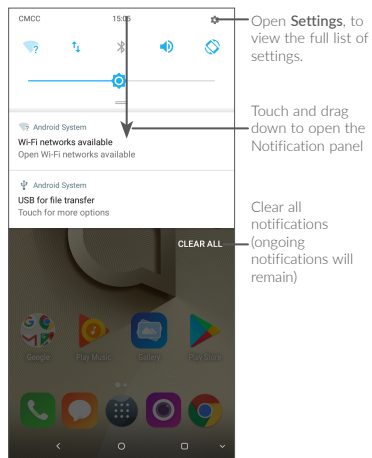 CMCC 15:05
Open Settings, to
view the full list of
settings.
Android System
Wi-Fi networks available
Open Wi-Fi networks available
Touch and drag
down to open the
Notification panel
Android System
USB for file transfer
Touch for more options
CLEAR ALL
Clear all
notifications
(ongoing
notifications will
remain)
Google Play Music Gallery Play Store